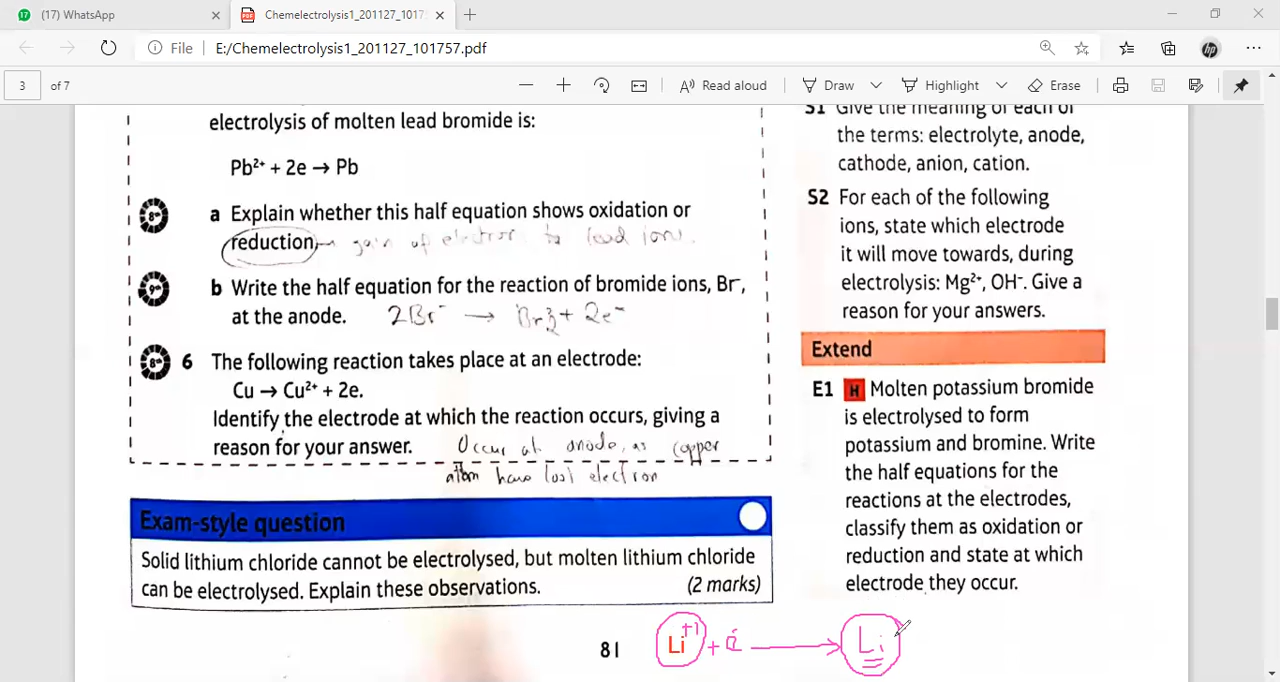 (17) WhatsApp
Chemelectrolysis1_201127_1017
File
E:/Chemelectrolysis1_201127_101757.pdf
hp
3 of 7
Read aloud
Draw
Highlight
Erase
electrolysis of molten lead bromide is:
Pb²⁺ + 2e → Pb
8th
a Explain whether this half equation shows oxidation or
reduction gain of electron to lead ions.
9th
b Write the half equation for the reaction of bromide ions, Br⁻,
at the anode. 2Br⁻ → Br2 + 2e⁻
8th
6 The following reaction takes place at an electrode:
Cu → Cu²⁺ + 2e.
Identify the electrode at which the reaction occurs, giving a
reason for your answer. Occur at anode, as copper
atom have lost electron
Exam-style question
Solid lithium chloride cannot be electrolysed, but molten lithium chloride
can be electrolysed. Explain these observations. (2 marks)
81
S1 Give the meaning of each of
the terms: electrolyte, anode,
cathode, anion, cation.
S2 For each of the following
ions, state which electrode
it will move towards, during
electrolysis: Mg²⁺, OH⁻. Give a
reason for your answers.
Extend
E1 H Molten potassium bromide
is electrolysed to form
potassium and bromine. Write
the half equations for the
reactions at the electrodes,
classify them as oxidation or
reduction and state at which
electrode they occur.
Li⁺¹ + e⁻ → Li